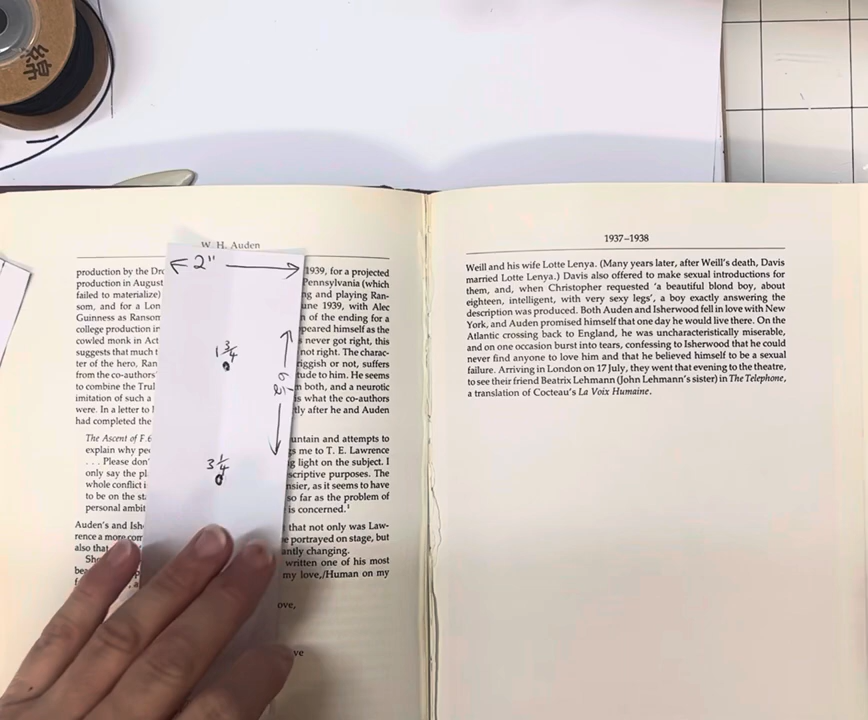 綿
W. H. Auden
production by the
production in August
failed to materialize)
som, and for a Lon
Guinness as Ransom
college production in
cowled monk in Act
suggests that much t
ter of the hero, Ran
from the co-authors'
to combine the Trul
imitation of such a
were. In a letter to
had completed the
The Ascent of F.6
explain why pe
. . . Please don'
only say the pl
whole conflict i
to be on the st
personal ambit
Auden's and Ish
rence a more com
also that
2"
1 3/4
3 1/4
1939, for a projected
Pennsylvania (which
ng and playing Ran-
une 1939, with Alec
n of the ending for a
peared himself as the
s never got right, this
not right. The charac-
riggish or not, suffers
tude to him. He seems
n both, and a neurotic
is what the co-authors
tly after he and Auden
untain and attempts to
gs me to T. E. Lawrence
g light on the subject. I
scriptive purposes. The
nsier, as it seems to have
so far as the problem of
is concerned.¹
that not only was Law-
e portrayed on stage, but
antly changing.
written one of his most
my love,/Human on my
ove,
ve
1937–1938
Weill and his wife Lotte Lenya. (Many years later, after Weill's death, Davis
married Lotte Lenya.) Davis also offered to make sexual introductions for
them, and, when Christopher requested 'a beautiful blond boy, about
eighteen, intelligent, with very sexy legs', a boy exactly answering the
description was produced. Both Auden and Isherwood fell in love with New
York, and Auden promised himself that one day he would live there. On the
Atlantic crossing back to England, he was uncharacteristically miserable,
and on one occasion burst into tears, confessing to Isherwood that he could
never find anyone to love him and that he believed himself to be a sexual
failure. Arriving in London on 17 July, they went that evening to the theatre,
to see their friend Beatrix Lehmann (John Lehmann's sister) in The Telephone,
a translation of Cocteau's La Voix Humaine.